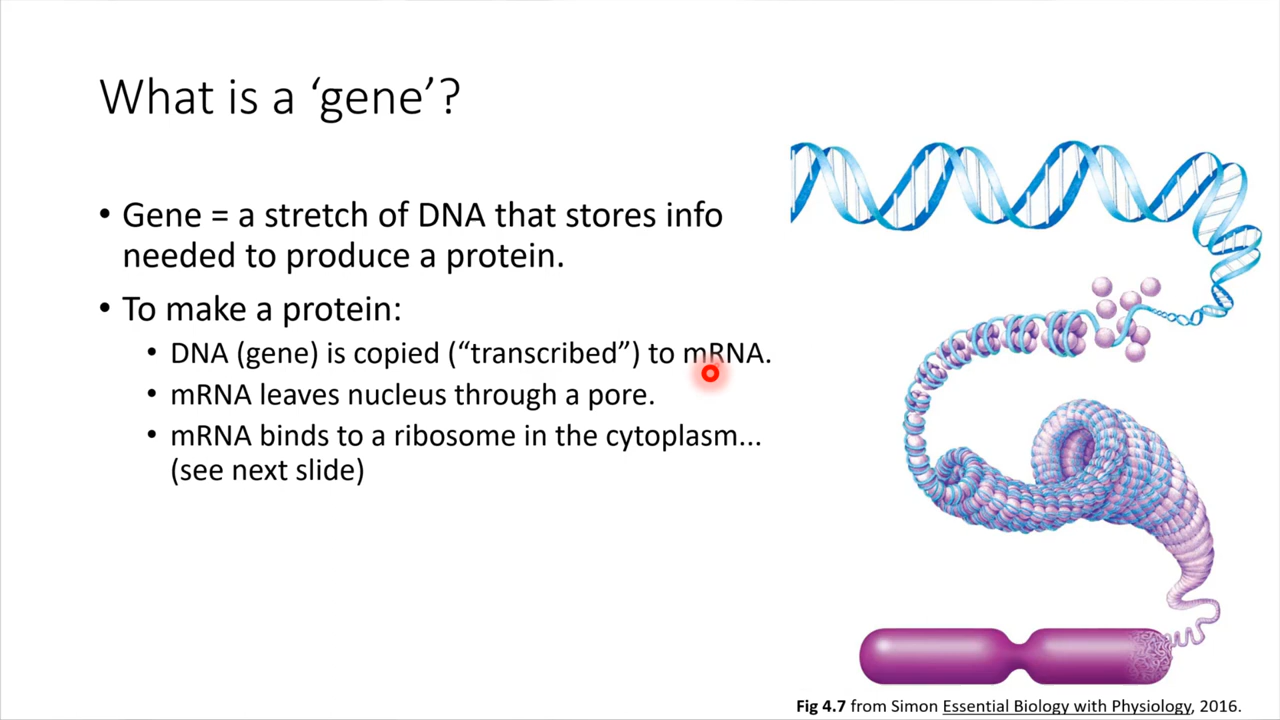 What is a ‘gene’?
• Gene = a stretch of DNA that stores info
needed to produce a protein.
• To make a protein:
• DNA (gene) is copied (“transcribed”) to mRNA.
• mRNA leaves nucleus through a pore.
• mRNA binds to a ribosome in the cytoplasm...
(see next slide)
Fig 4.7 from Simon Essential Biology with Physiology, 2016.